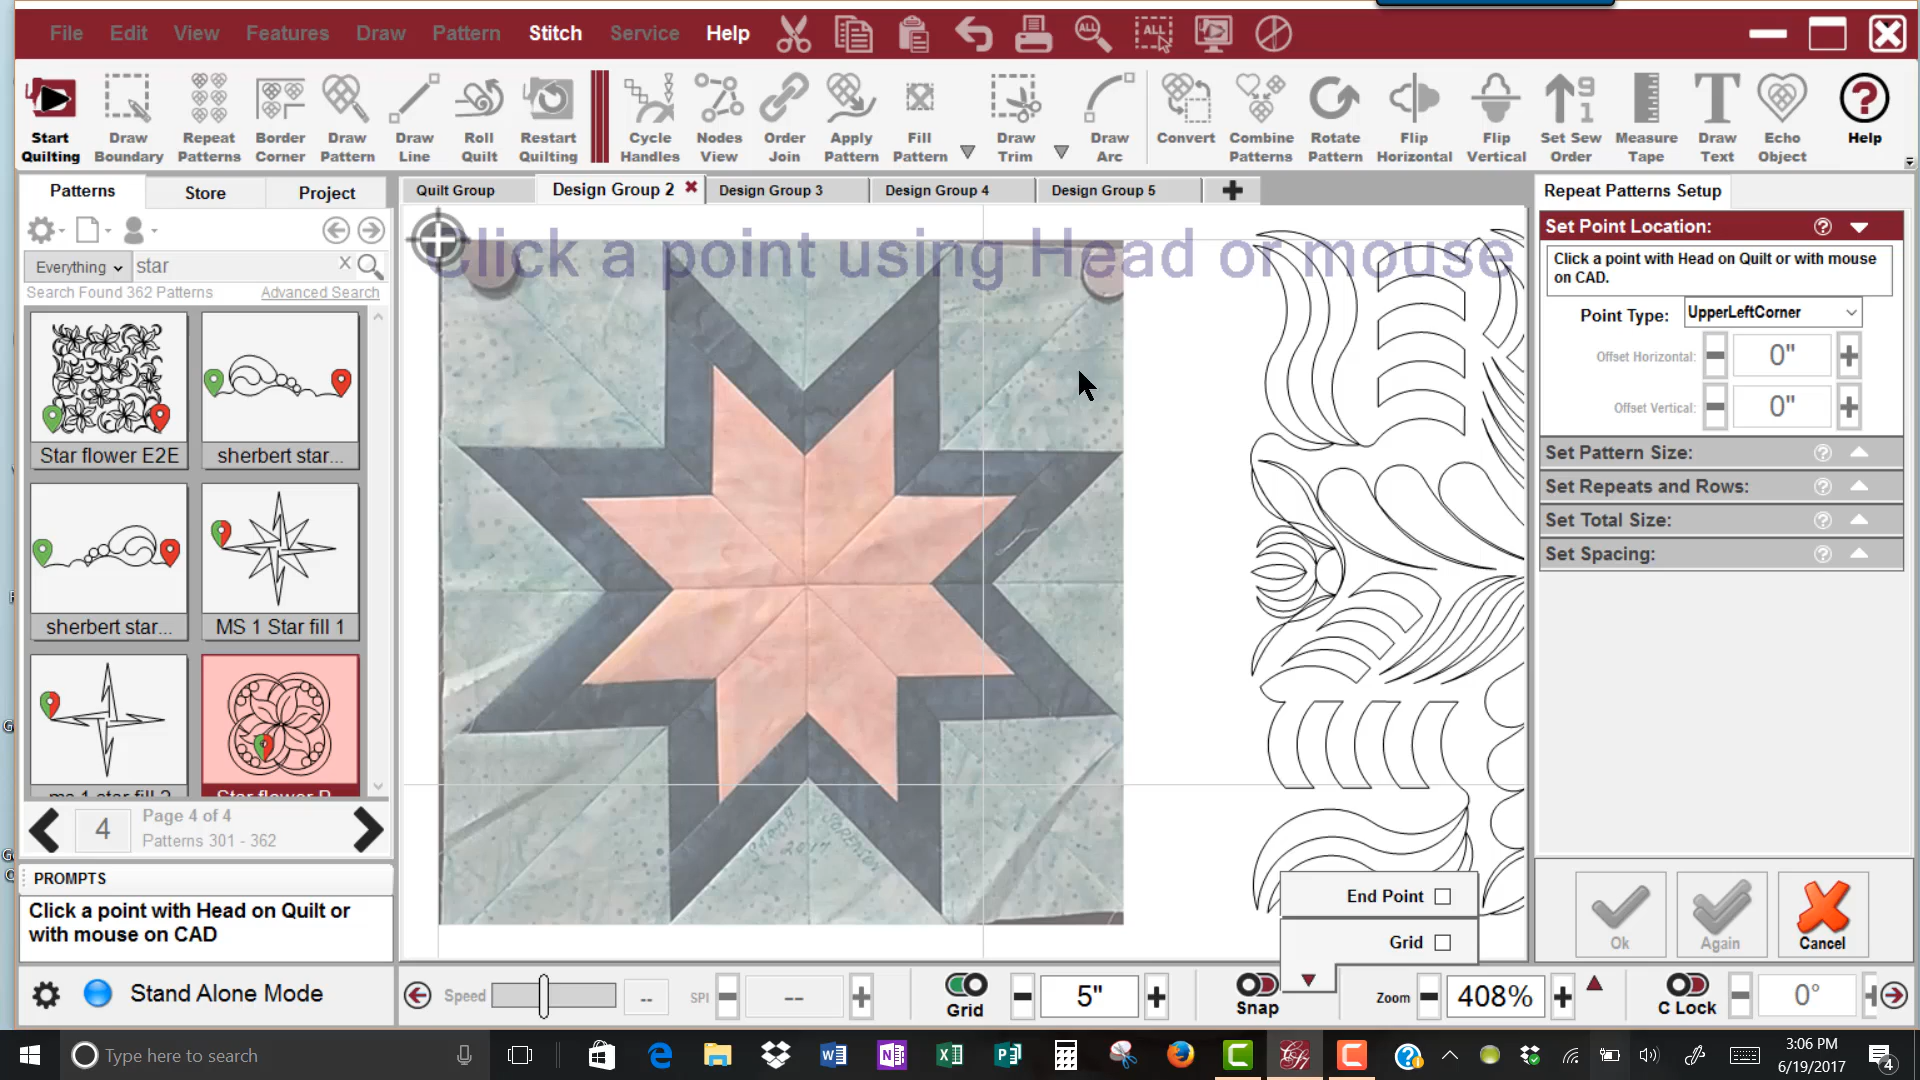 File Edit View Features Draw Pattern Stitch Service Help
ALL ALL
Start Quilting
Draw Boundary
Repeat Patterns
Border Corner
Draw Pattern
Draw Line
Roll Quilt
Restart Quilting
Cycle Handles
Nodes View
Order Join
Apply Pattern
Fill Pattern
Draw Trim
Draw Arc
Convert
Combine Patterns
Rotate Pattern
Flip Horizontal
Flip Vertical
Set Sew Order
Measure Tape
Draw Text
Echo Object
Help
Patterns Store Project
Everything star X
Search Found 362 Patterns Advanced Search
Star flower E2E
sherbert star...
sherbert star...
MS 1 Star fill 1
4
Page 4 of 4
Patterns 301 - 362
PROMPTS
Click a point with Head on Quilt or
with mouse on CAD
Stand Alone Mode
Quilt Group Design Group 2 Design Group 3 Design Group 4 Design Group 5
Click a point using Head or mouse
SARAH
2017
End Point
Grid
Speed -- SPI -- Grid 5" Snap Zoom 408% C Lock 0°
Repeat Patterns Setup
Set Point Location:
Click a point with Head on Quilt or with mouse
on CAD.
Point Type: UpperLeftCorner
Offset Horizontal: 0"
Offset Vertical: 0"
Set Pattern Size:
Set Repeats and Rows:
Set Total Size:
Set Spacing:
Ok Again Cancel
Type here to search
3:06 PM
6/19/2017
4